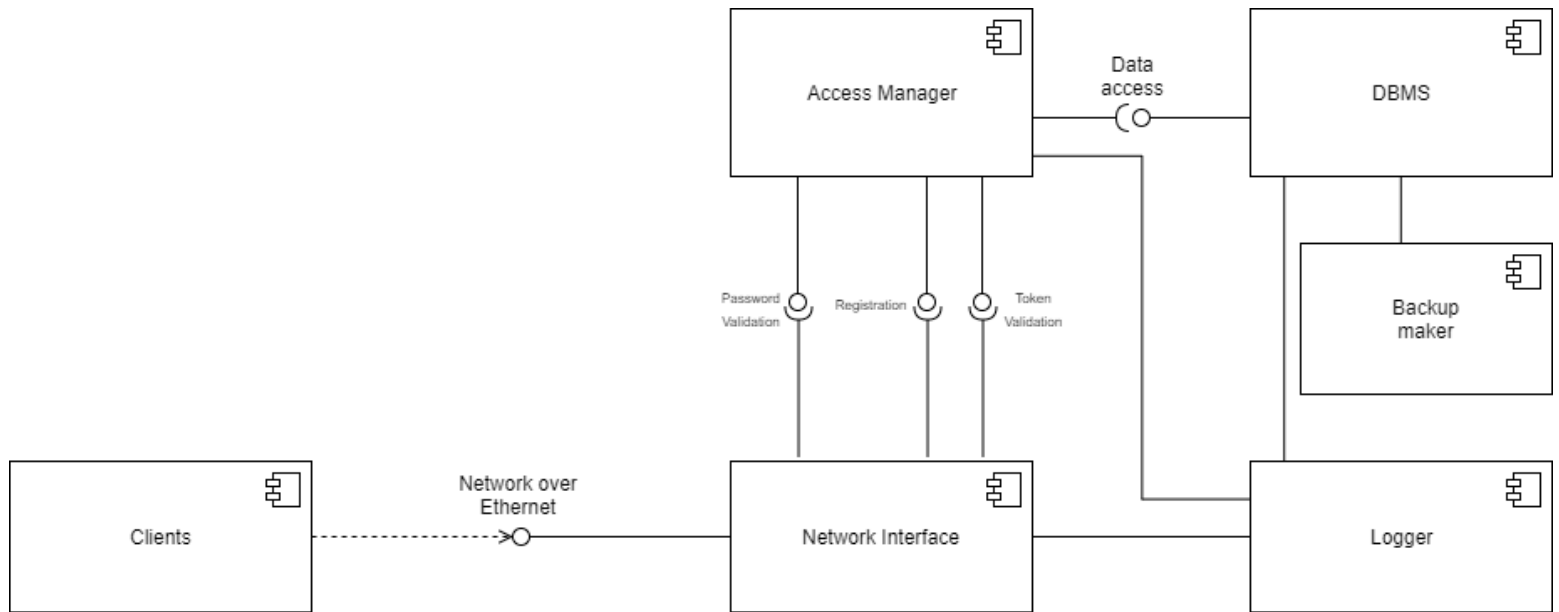 Access Manager
Data
access
DBMS
Password
Validation
Registration
Token
Validation
Backup
maker
Clients
Network over
Ethernet
Network Interface
Logger